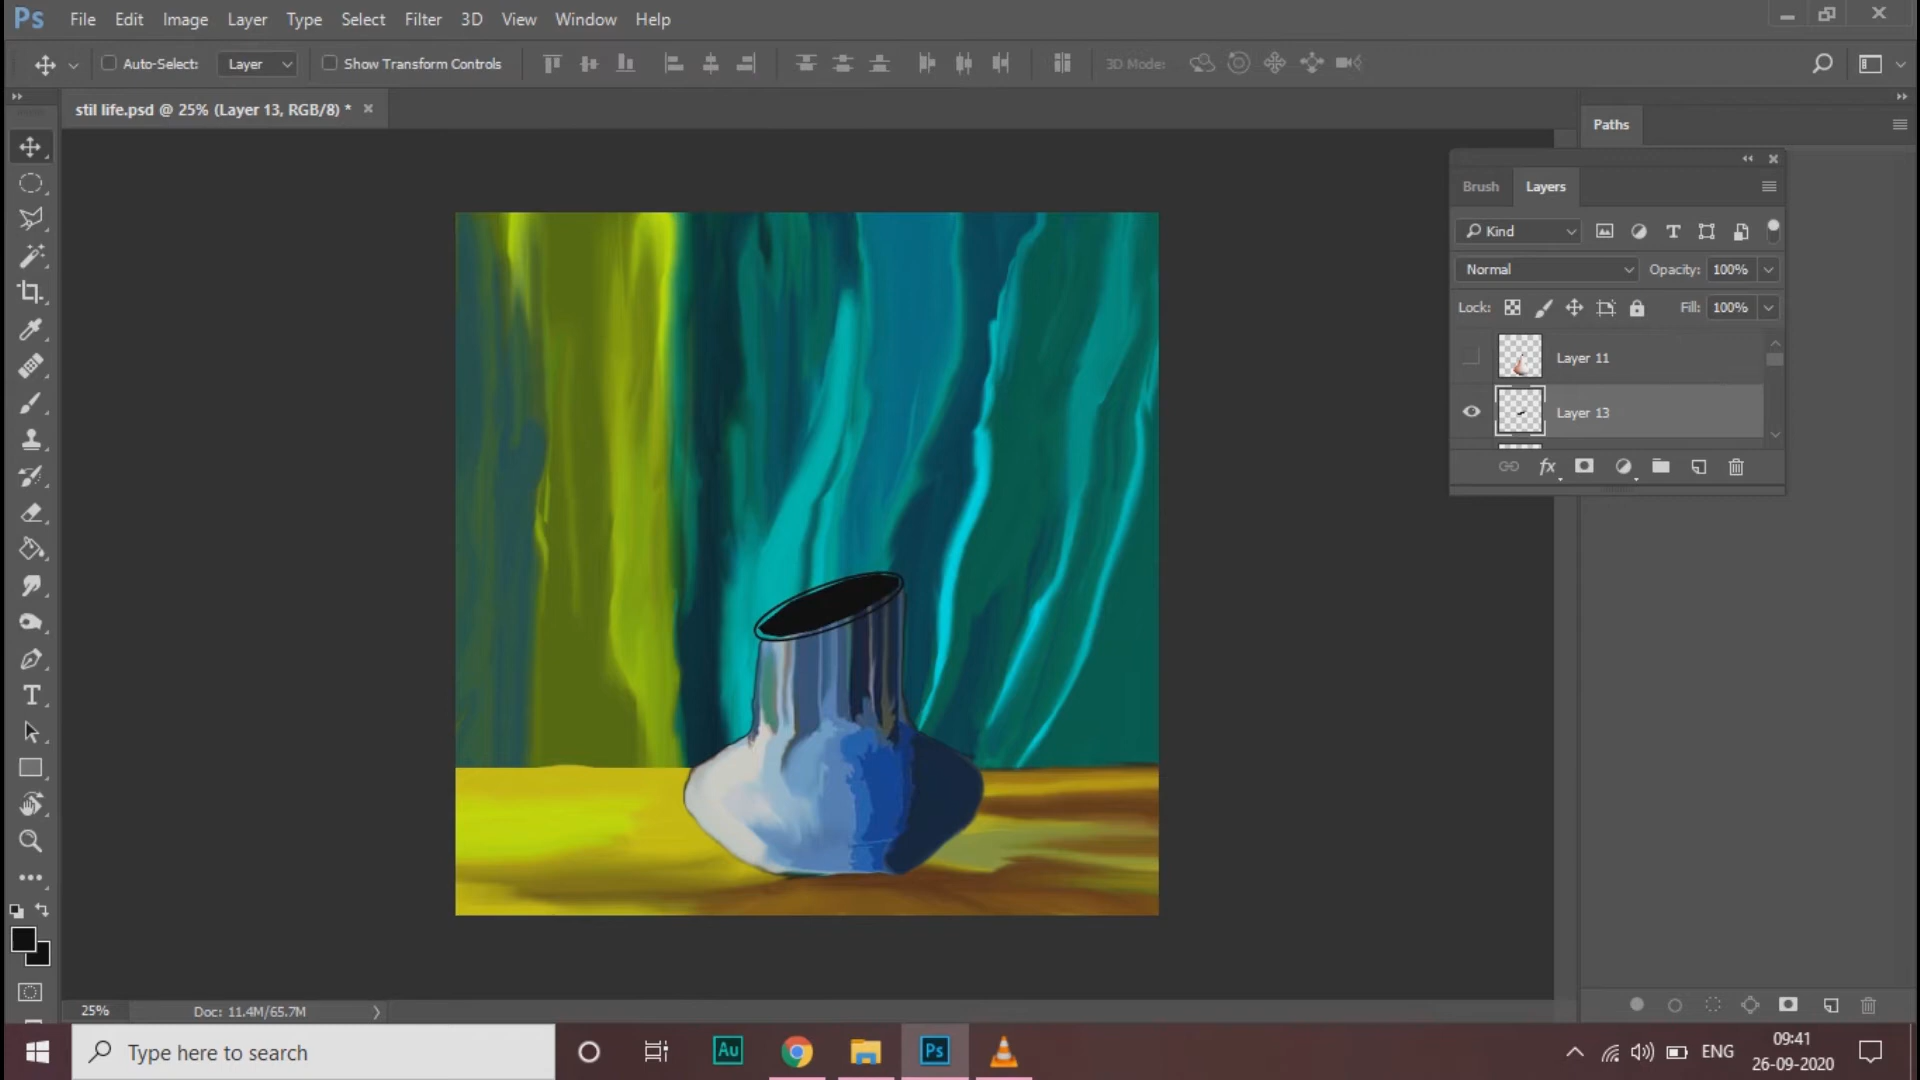 Ps File Edit Image Layer Type Select Filter 3D View Window Help
Auto-Select: Layer Show Transform Controls 3D Mode:
stil life.psd @ 25% (Layer 13, RGB/8) *
Paths
Brush Layers
Kind
Normal Opacity: 100%
Lock: Fill: 100%
Layer 11
Layer 13
fx
25% Doc: 11.4M/65.7M
Type here to search Au Ps ENG 09:41
26-09-2020